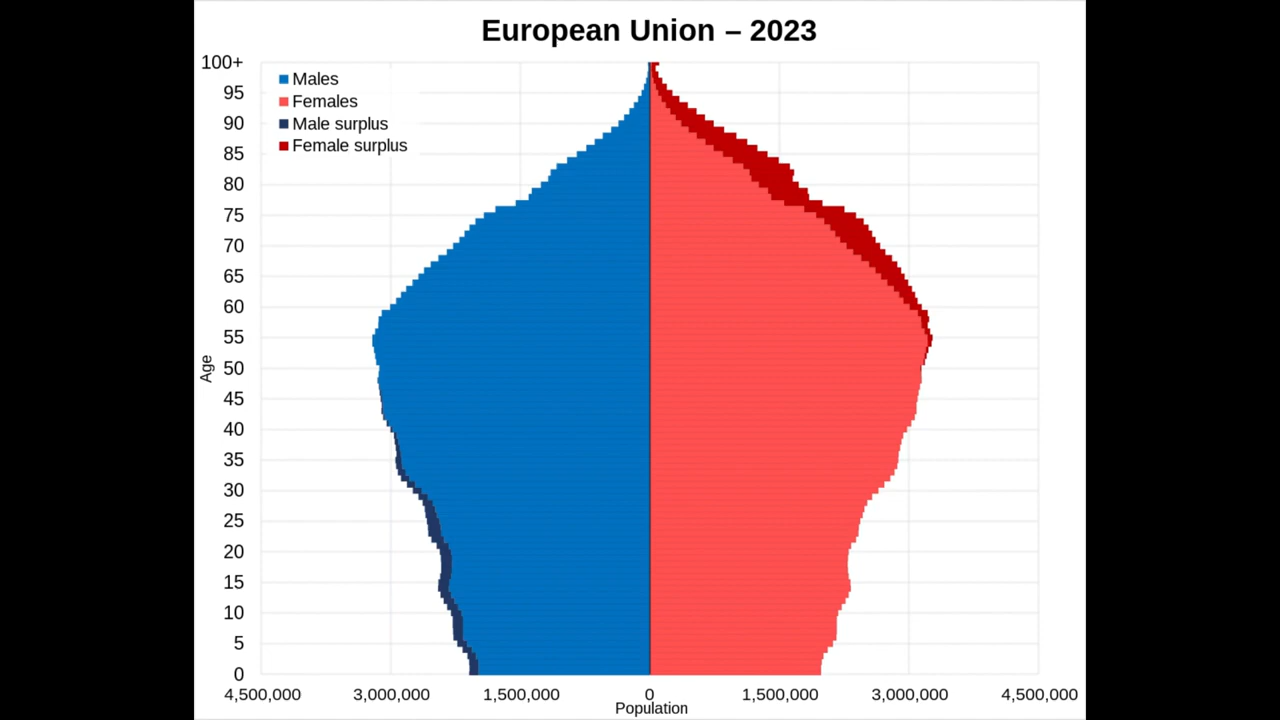 European Union – 2023
Males
Females
Male surplus
Female surplus
100+
95
90
85
80
75
70
65
60
55
50
45
40
35
30
25
20
15
10
5
0
Age
4,500,000 3,000,000 1,500,000 0 1,500,000 3,000,000 4,500,000
Population